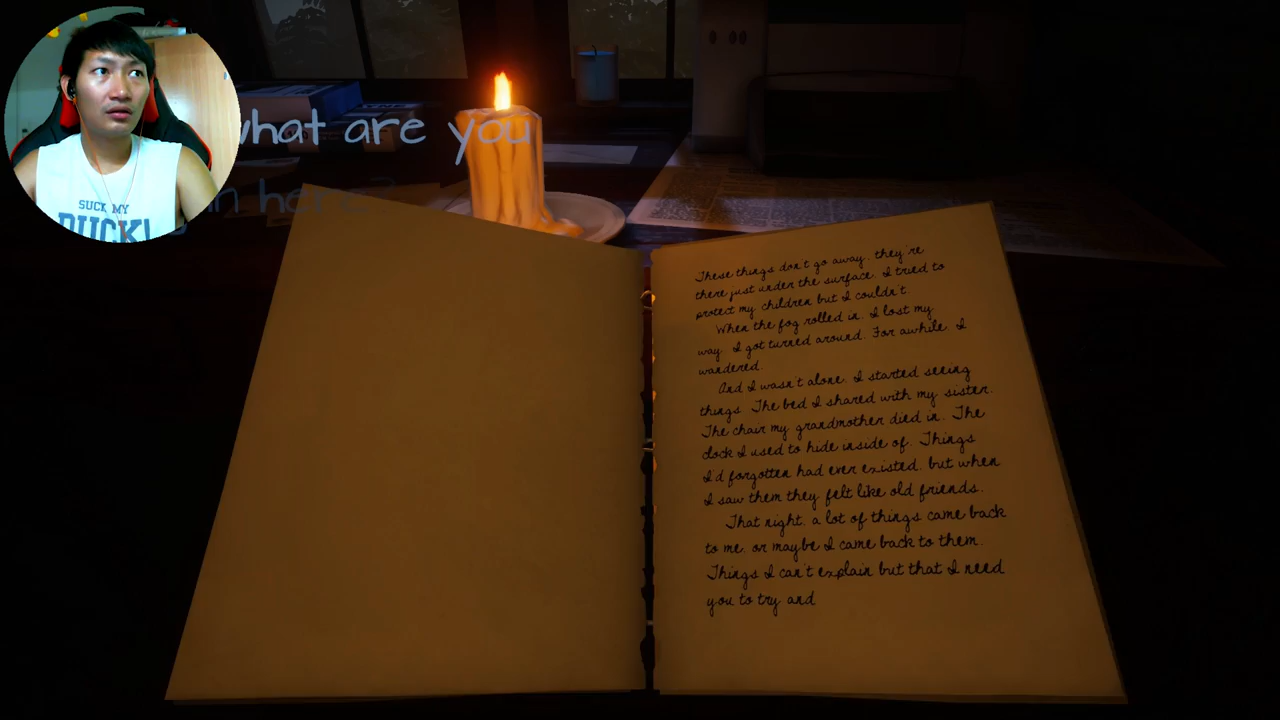 SUCK MY
DUCK!
what are you
in here?
These things don't go away, they're
there just under the surface. I tried to
protect my children but I couldn't.
When the fog rolled in, I lost my
way. I got turned around. For awhile, I
wandered.
And I wasn't alone. I started seeing
things. The bed I shared with my sister.
The chair my grandmother died in. The
clock I used to hide inside of. Things
I'd forgotten had ever existed, but when
I saw them they felt like old friends.
That night, a lot of things came back
to me, or maybe I came back to them.
Things I can't explain but that I need
you to try and